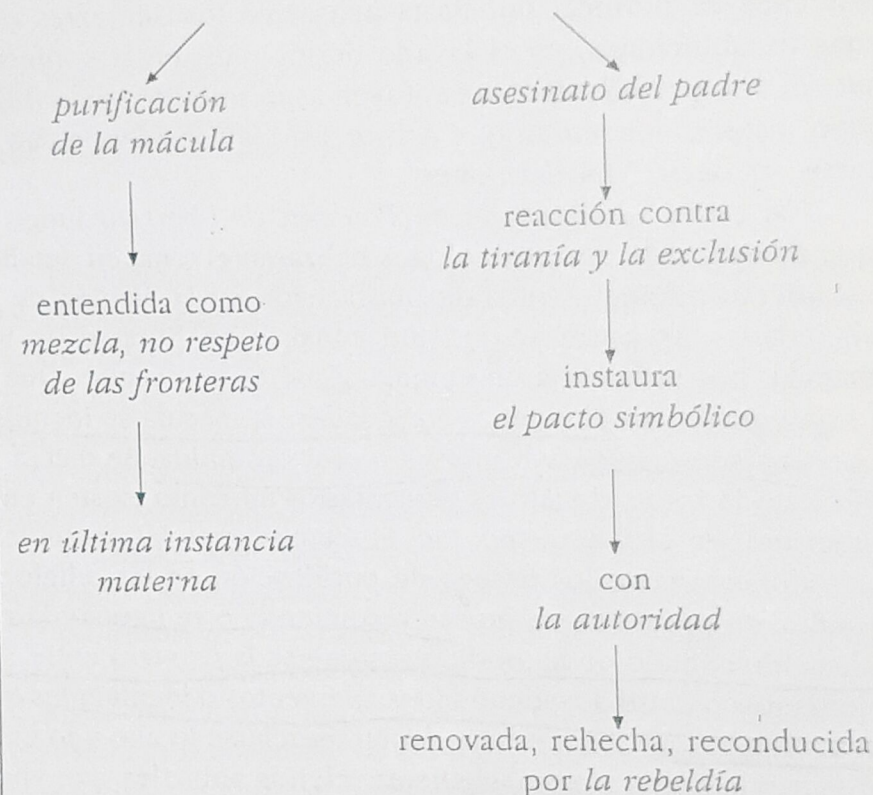 purificación
de la mácula
entendida como
mezcla, no respeto
de las fronteras
en última instancia
materna
asesinato del padre
reacción contra
la tiranía y la exclusión
instaura
el pacto simbólico
con
la autoridad
renovada, rehecha, reconducida
por la rebeldía